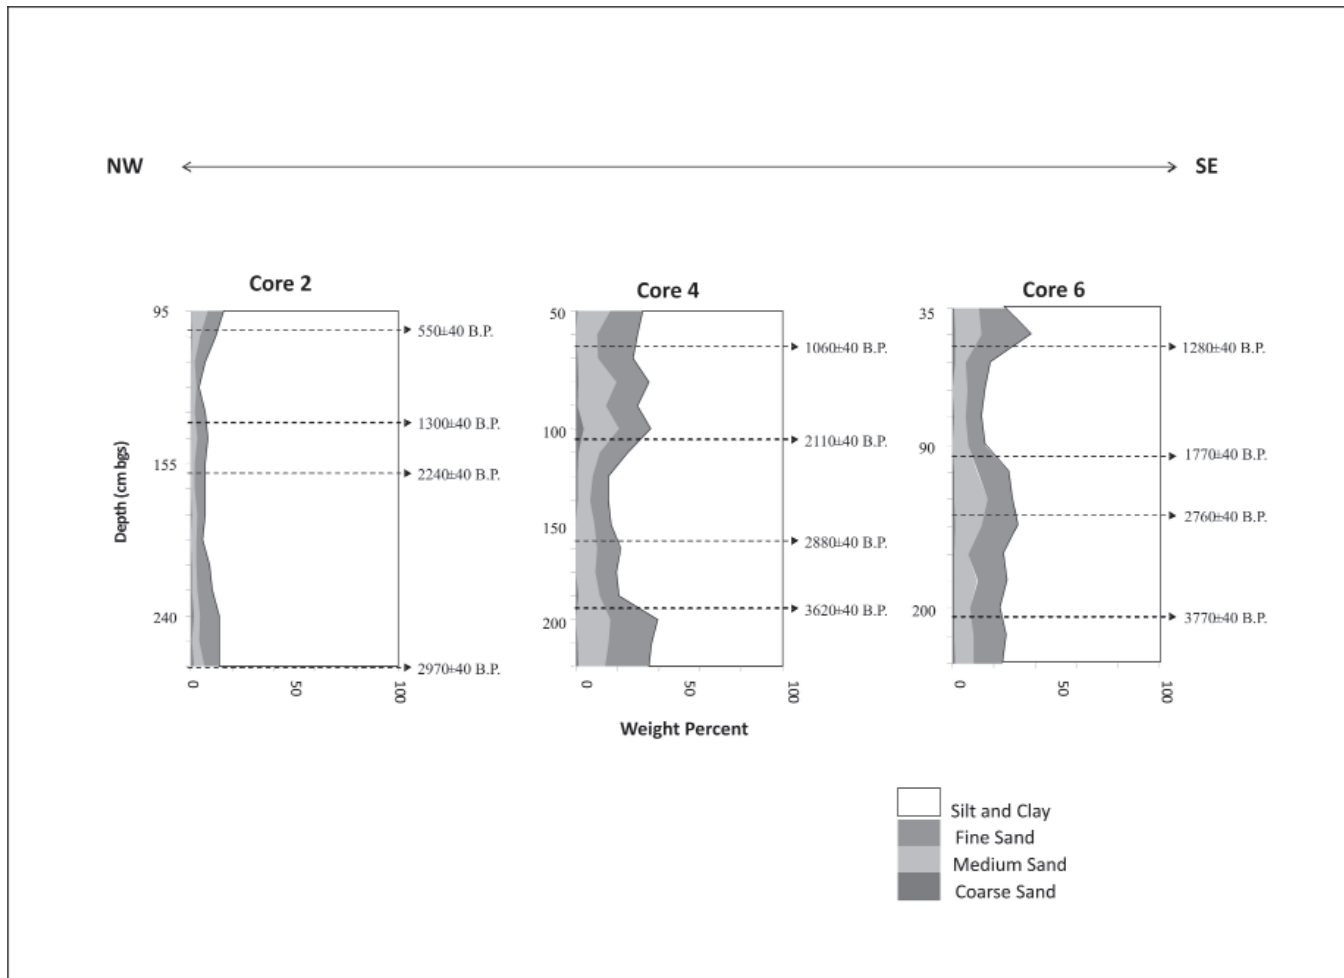 NW
SE
Core 2
Core 4
Core 6
Depth (cm bgs)
95
155
240
550±40 B.P.
1300±40 B.P.
2240±40 B.P.
2970±40 B.P.
0
50
100
50
100
150
200
1060±40 B.P.
2110±40 B.P.
2880±40 B.P.
3620±40 B.P.
0
50
100
35
90
200
1280±40 B.P.
1770±40 B.P.
2760±40 B.P.
3770±40 B.P.
0
50
100
Weight Percent
Silt and Clay
Fine Sand
Medium Sand
Coarse Sand